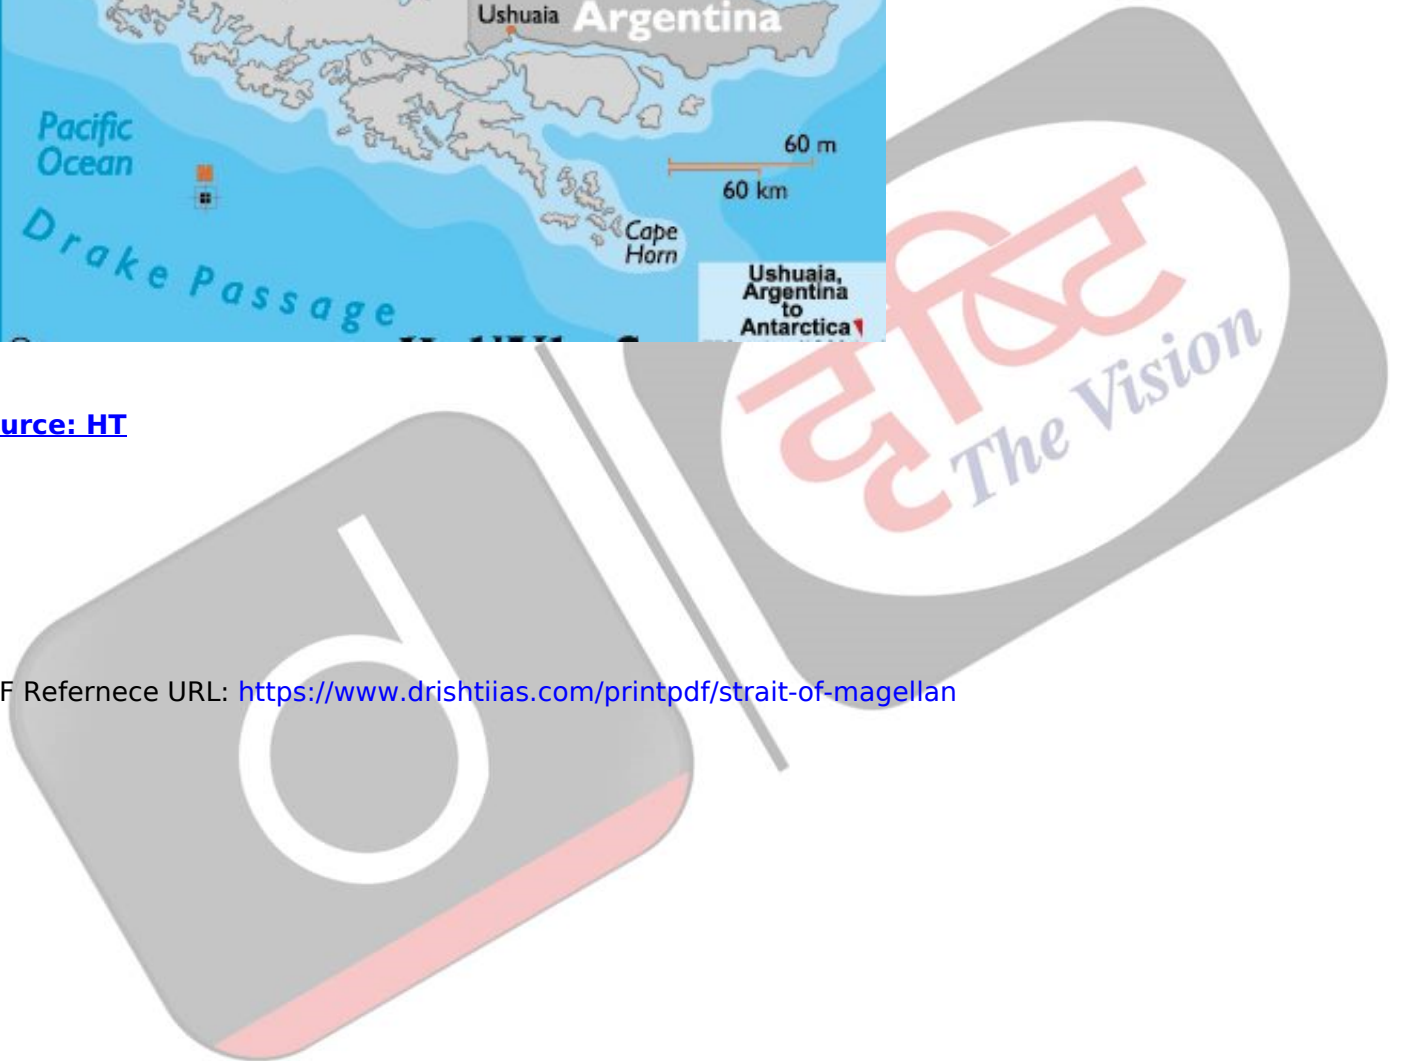 Ushuaia
Argentina
Pacific
Ocean
60 m
60 km
Cape
Horn
Drake Passage
Ushuaia,
Argentina
to
Antarctica
दृष्टि
The Vision
urce: HT
d
F Refernece URL: https://www.drishtiias.com/printpdf/strait-of-magellan